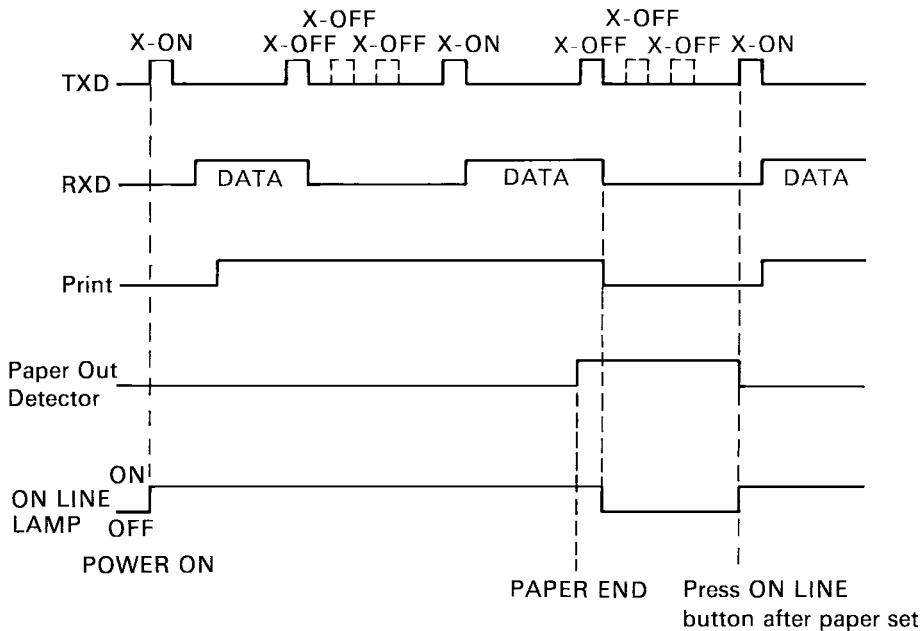 X-OFF X-OFF
X-ON X-OFF X-OFF X-ON X-OFF X-OFF X-ON
TXD
RXD DATA DATA DATA
Print
Paper Out
Detector
ON
ON LINE
LAMP
OFF
POWER ON
PAPER END
Press ON LINE
button after paper set